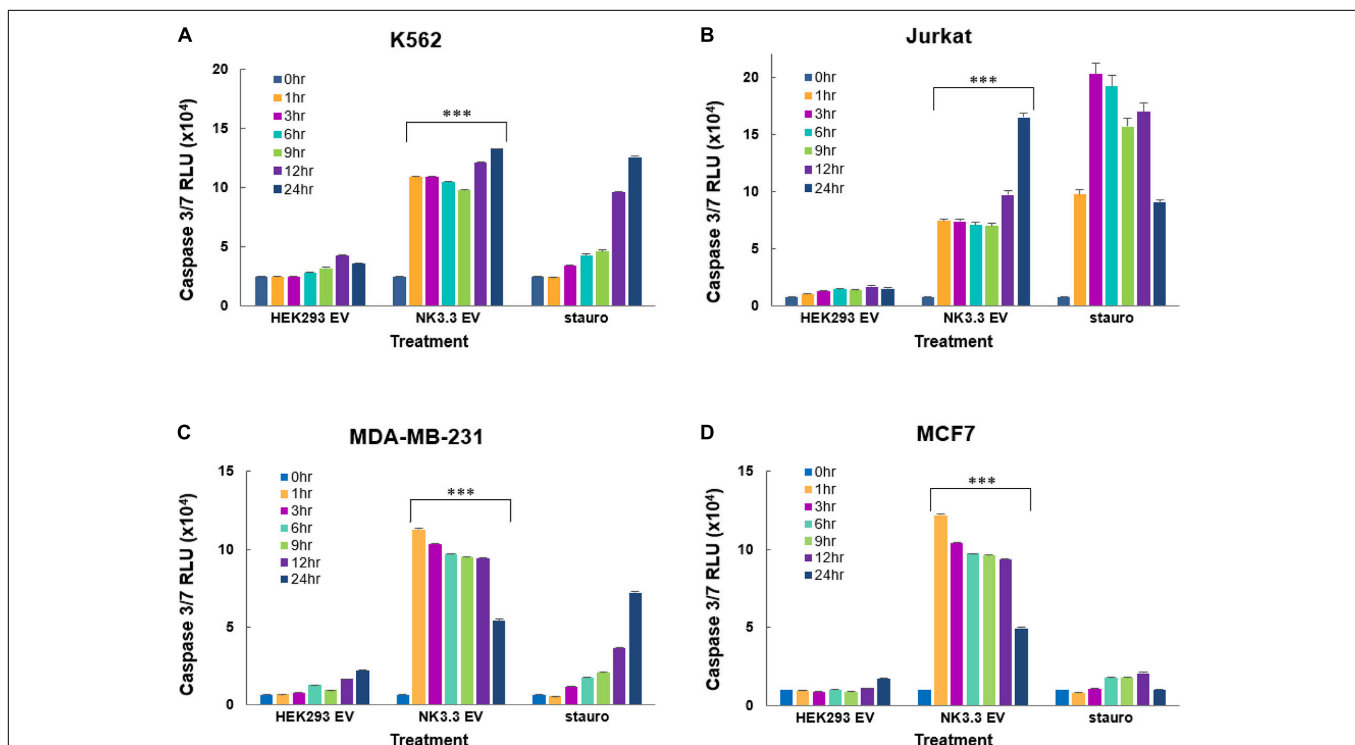 A
K562
Caspase 3/7 RLU (x10⁴)
20
15
10
5
0
0hr
1hr
3hr
6hr
9hr
12hr
24hr
***
HEK293 EV
NK3.3 EV
stauro
Treatment
B
Jurkat
Caspase 3/7 RLU (x10⁴)
20
15
10
5
0
0hr
1hr
3hr
6hr
9hr
12hr
24hr
***
HEK293 EV
NK3.3 EV
stauro
Treatment
C
MDA-MB-231
Caspase 3/7 RLU (x10⁴)
15
10
5
0
0hr
1hr
3hr
6hr
9hr
12hr
24hr
***
HEK293 EV
NK3.3 EV
stauro
Treatment
D
MCF7
Caspase 3/7 RLU (x10⁴)
15
10
5
0
0hr
1hr
3hr
6hr
9hr
12hr
24hr
***
HEK293 EV
NK3.3 EV
stauro
Treatment